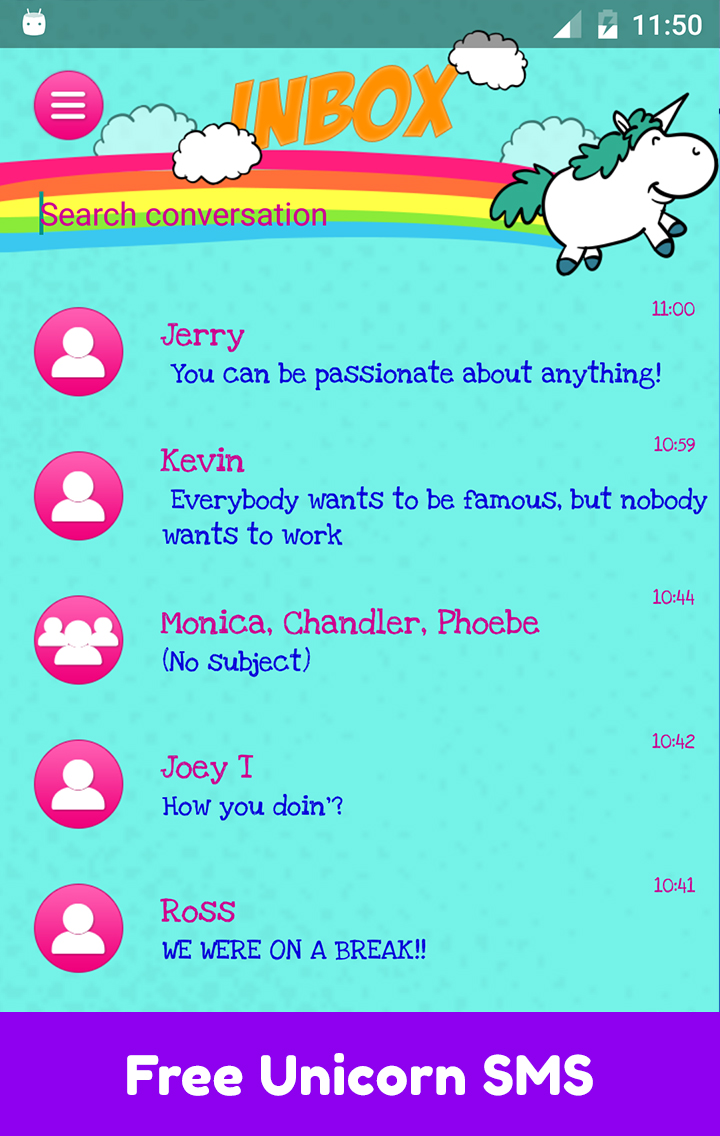 11:50
INBOX
Search conversation
11:00
Jerry
You can be passionate about anything!
10:59
Kevin
Everybody wants to be famous, but nobody
wants to work
10:44
Monica, Chandler, Phoebe
(No subject)
10:42
Joey T
How you doin'?
10:41
Ross
WE WERE ON A BREAK!!
Free Unicorn SMS